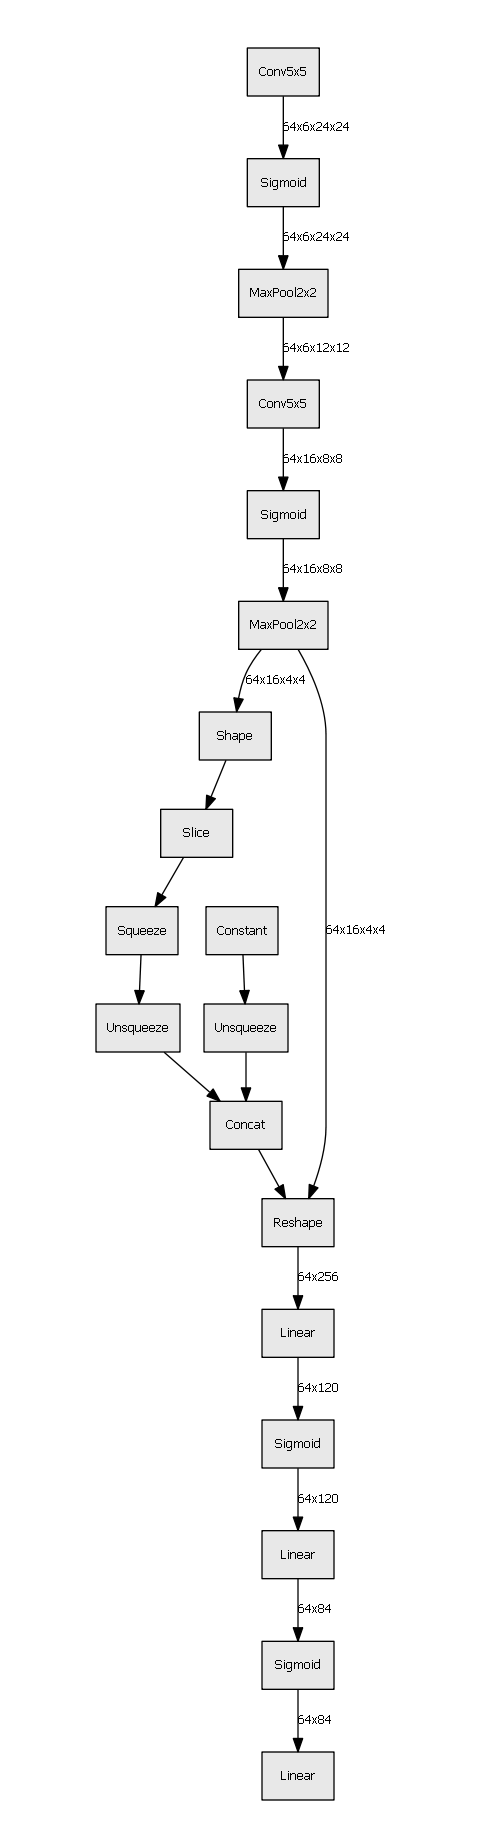 Conv5x5
64x6x24x24
Sigmoid
64x6x24x24
MaxPool2x2
64x6x12x12
Conv5x5
64x16x8x8
Sigmoid
64x16x8x8
MaxPool2x2
64x16x4x4
Shape
Slice
Squeeze
Constant
64x16x4x4
Unsqueeze
Unsqueeze
Concat
Reshape
64x256
Linear
64x120
Sigmoid
64x120
Linear
64x84
Sigmoid
64x84
Linear